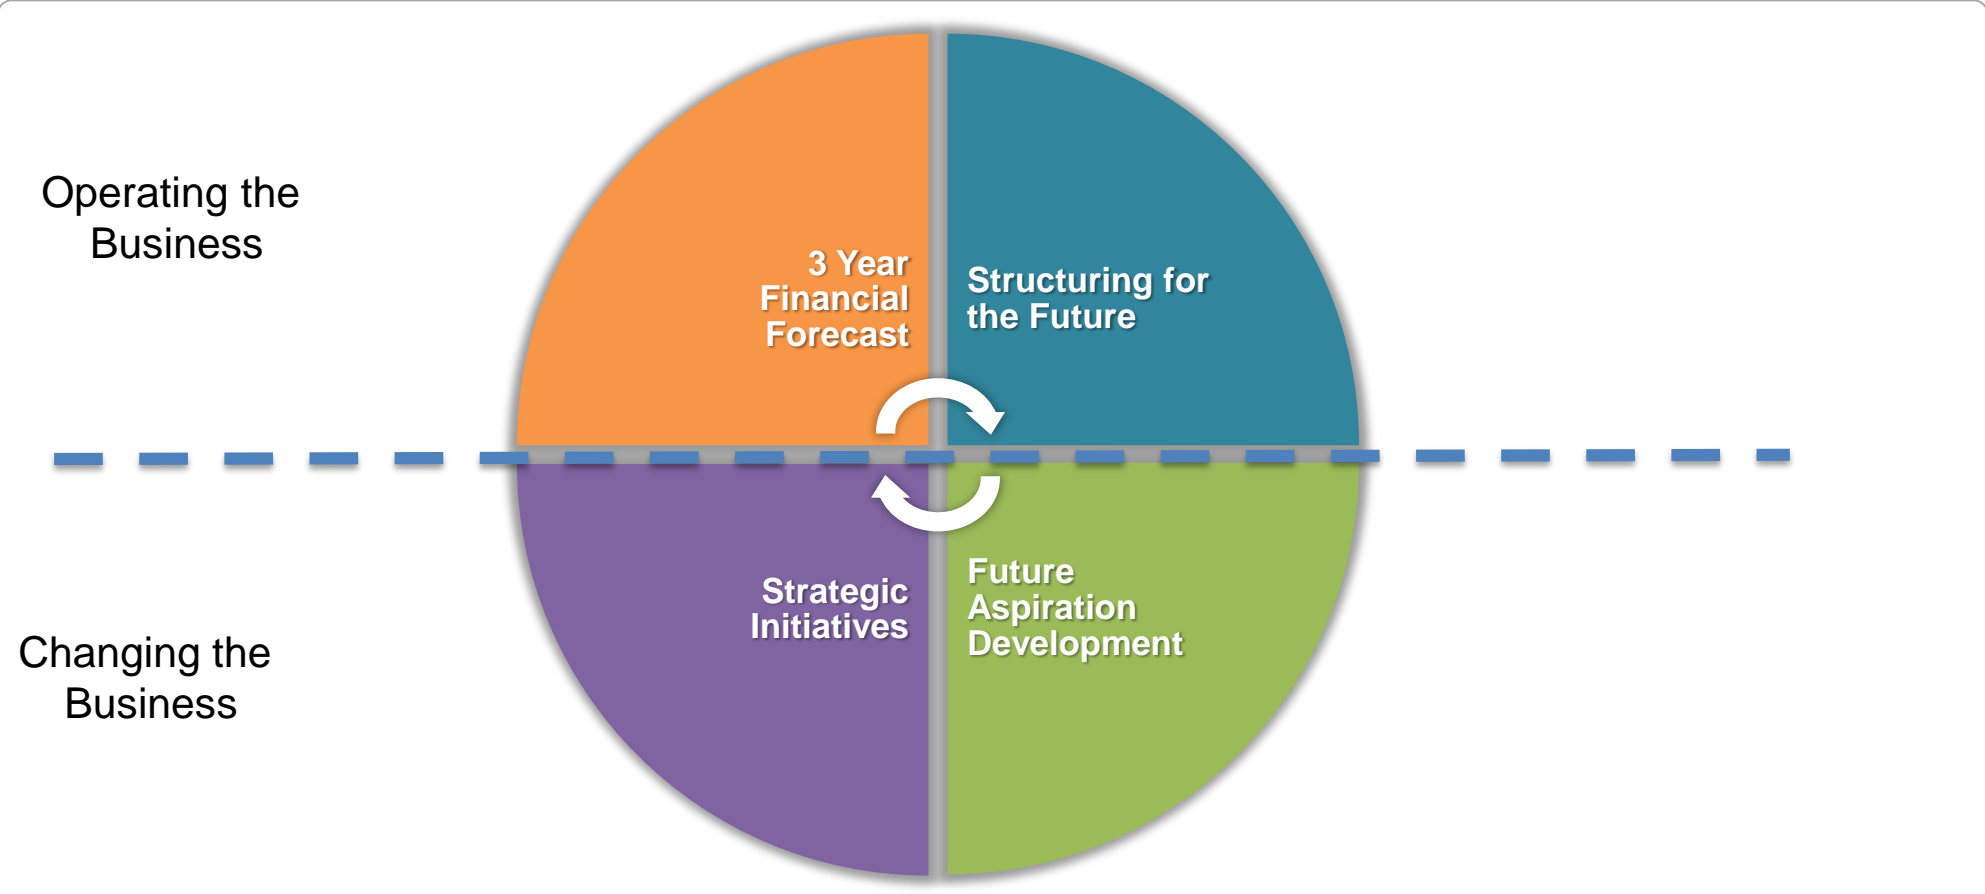 Operating the
Business
3 Year
Financial
Forecast
Structuring for
the Future
Changing the
Business
Strategic
Initiatives
Future
Aspiration
Development